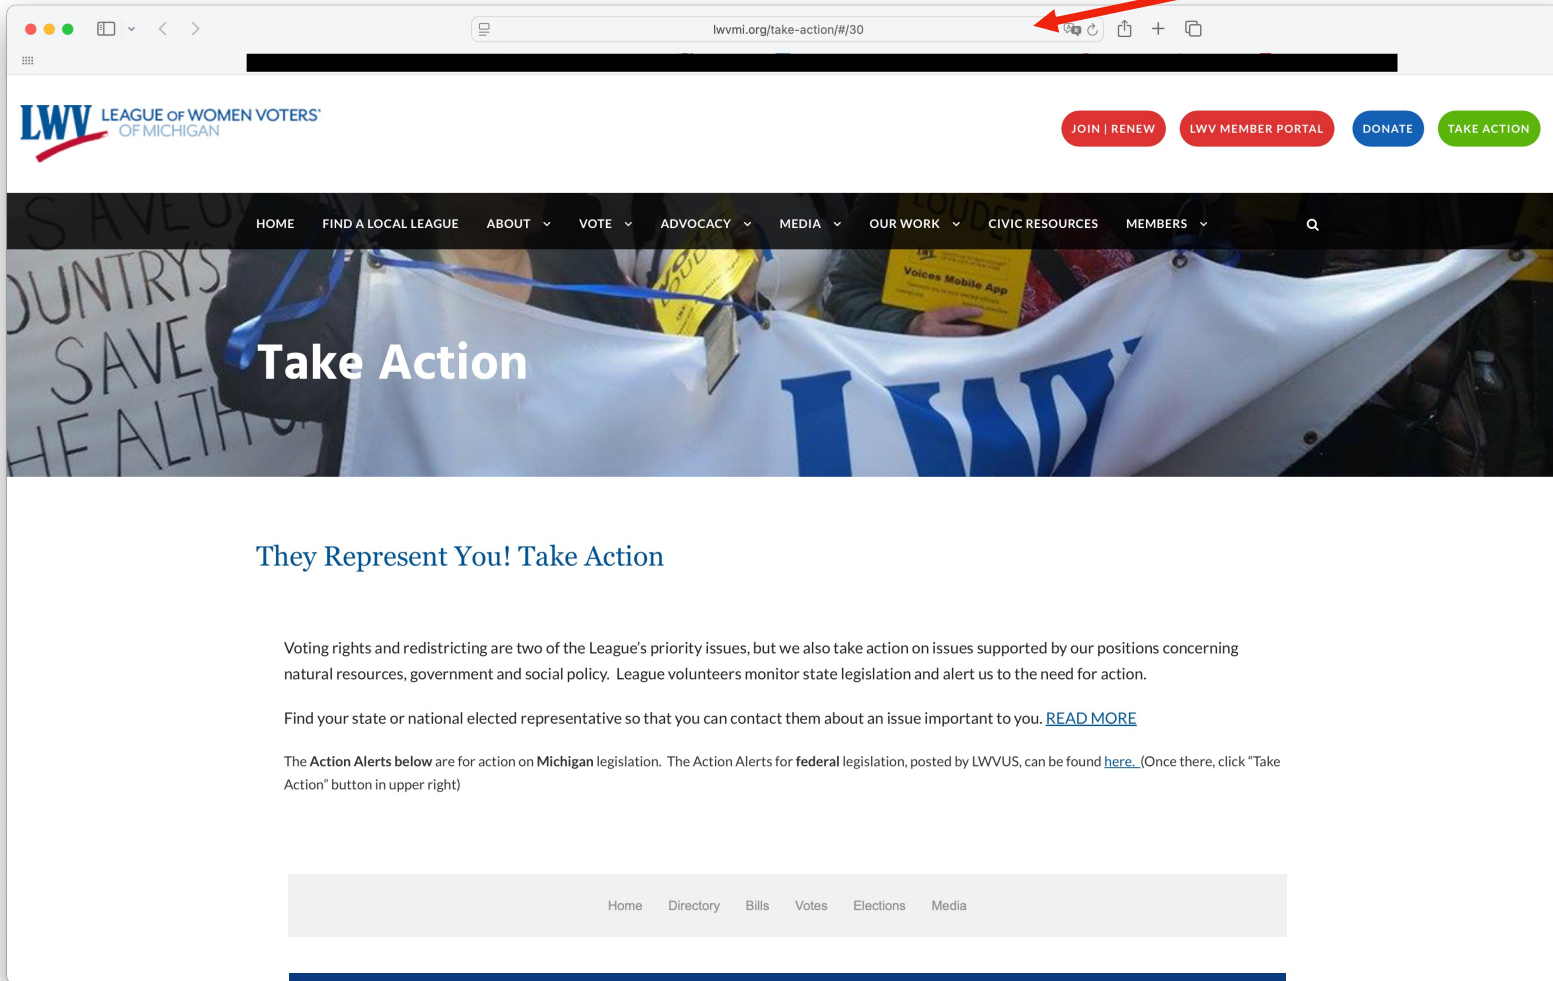 lwvmi.org/take-action/#/30
LWV LEAGUE OF WOMEN VOTERS®
OF MICHIGAN
JOIN | RENEW
LWV MEMBER PORTAL
DONATE
TAKE ACTION
HOME FIND A LOCAL LEAGUE ABOUT VOTE ADVOCACY MEDIA OUR WORK CIVIC RESOURCES MEMBERS
SAVE
LOUDER
OUNTRY'S
SAVE
HEALTH
Voices Mobile App
LWV
Take Action
They Represent You! Take Action
Voting rights and redistricting are two of the League's priority issues, but we also take action on issues supported by our positions concerning
natural resources, government and social policy.  League volunteers monitor state legislation and alert us to the need for action.
Find your state or national elected representative so that you can contact them about an issue important to you. READ MORE
The Action Alerts below are for action on Michigan legislation.  The Action Alerts for federal legislation, posted by LWVUS, can be found here. (Once there, click “Take
Action” button in upper right)
Home Directory Bills Votes Elections Media